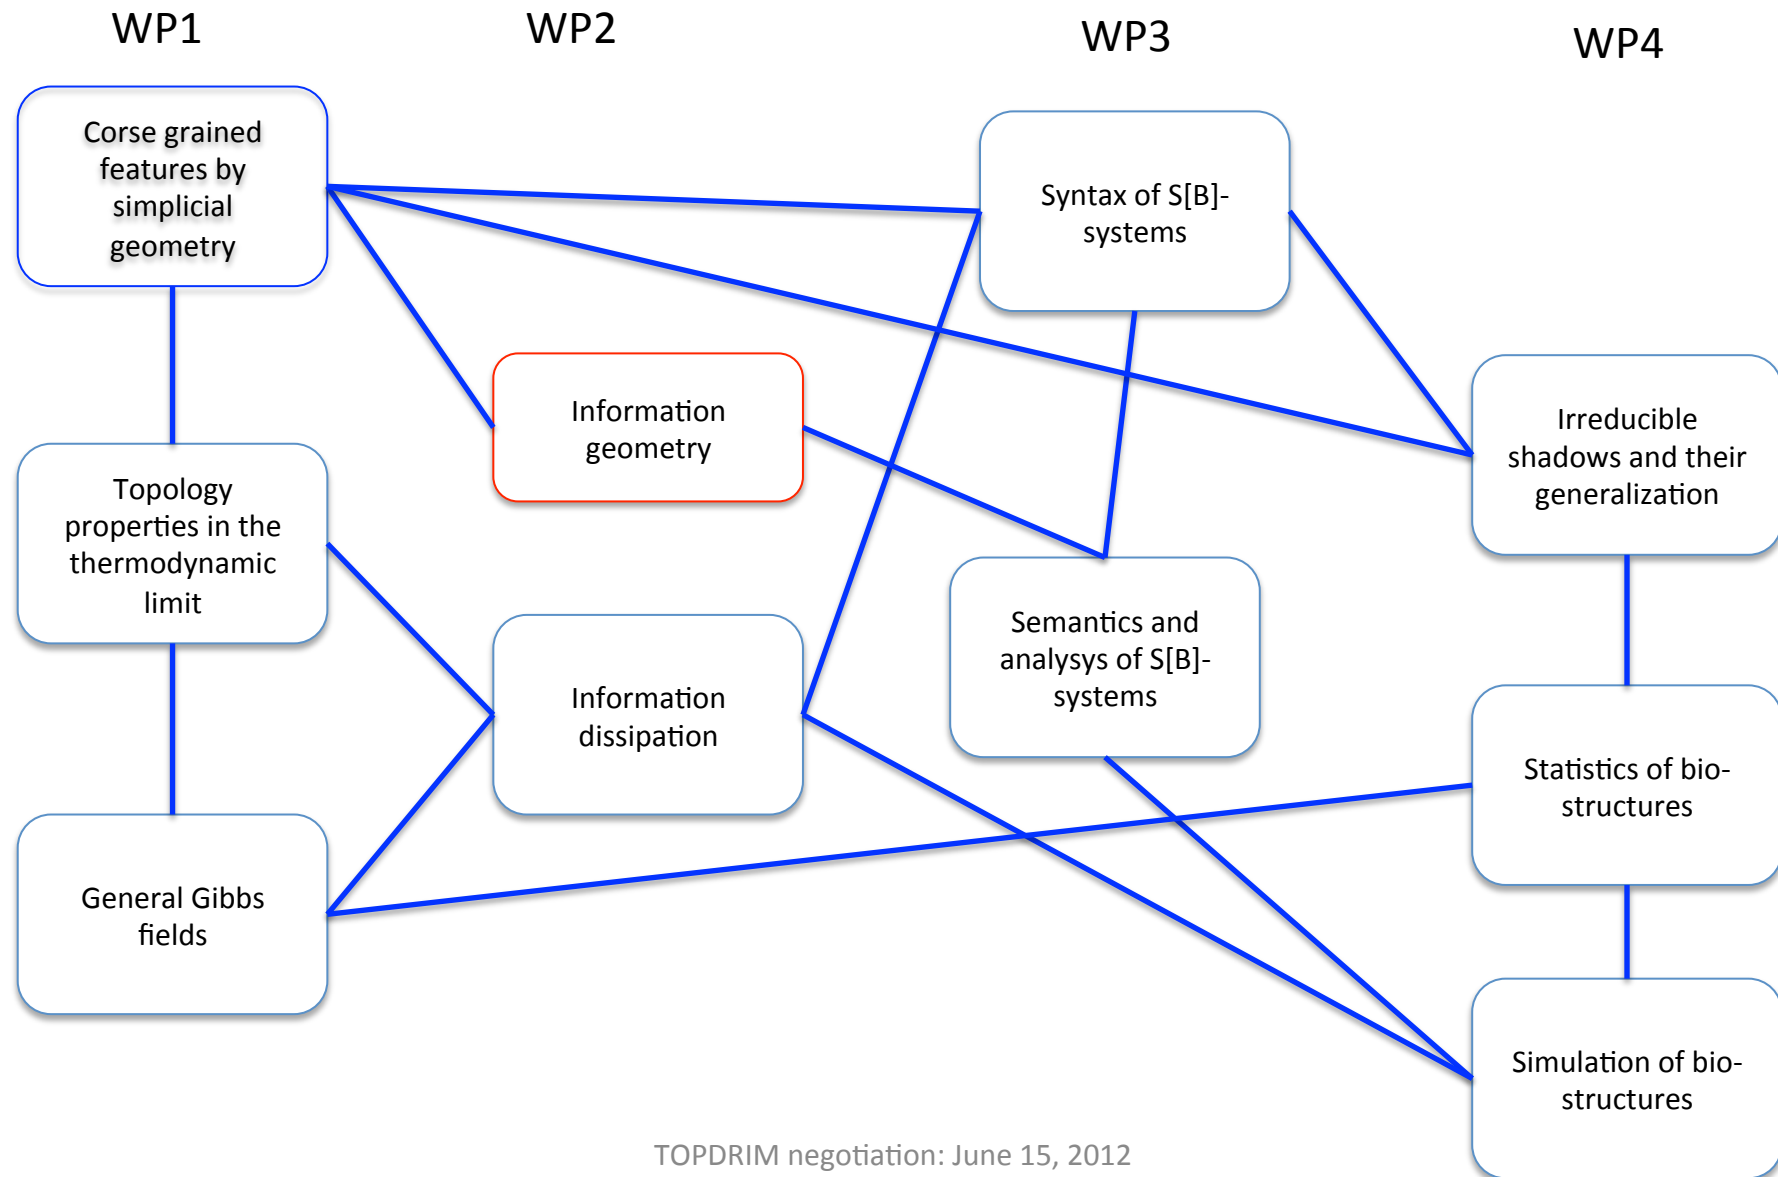 WP1
WP2
WP3
WP4
Corse grained
features by
simplicial
geometry
Topology
properties in the
thermodynamic
limit
General Gibbs
fields
Information
geometry
Information
dissipation
Syntax of S[B]-
systems
Semantics and
analysys of S[B]-
systems
Irreducible
shadows and their
generalization
Statistics of bio-
structures
Simulation of bio-
structures
TOPDRIM negotiation: June 15, 2012